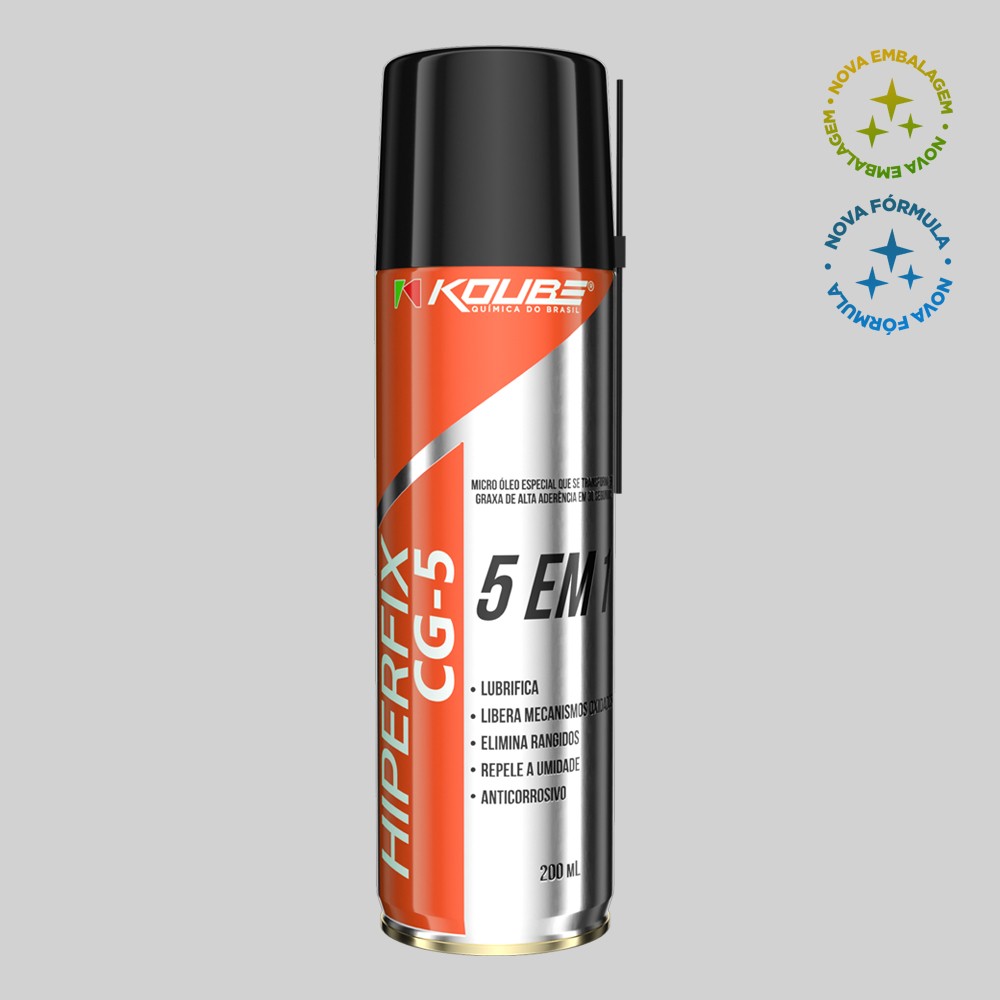 KOUBE®
QUÍMICA DO BRASIL
MICRO ÓLEO ESPECIAL QUE SE
GRAXA DE ALTA ADERÊNCIA EM
HIPERFIX
CG-5
5 EM 1
• LUBRIFICA
• LIBERA MECANISMOS
• ELIMINA RANGIDOS
• REPELE A UMIDADE
• ANTICORROSIVO
200 mL
• NOVA EMBALAGEM
• NOVA EMBALAGEM
• NOVA FÓRMULA
• NOVA FÓRMULA